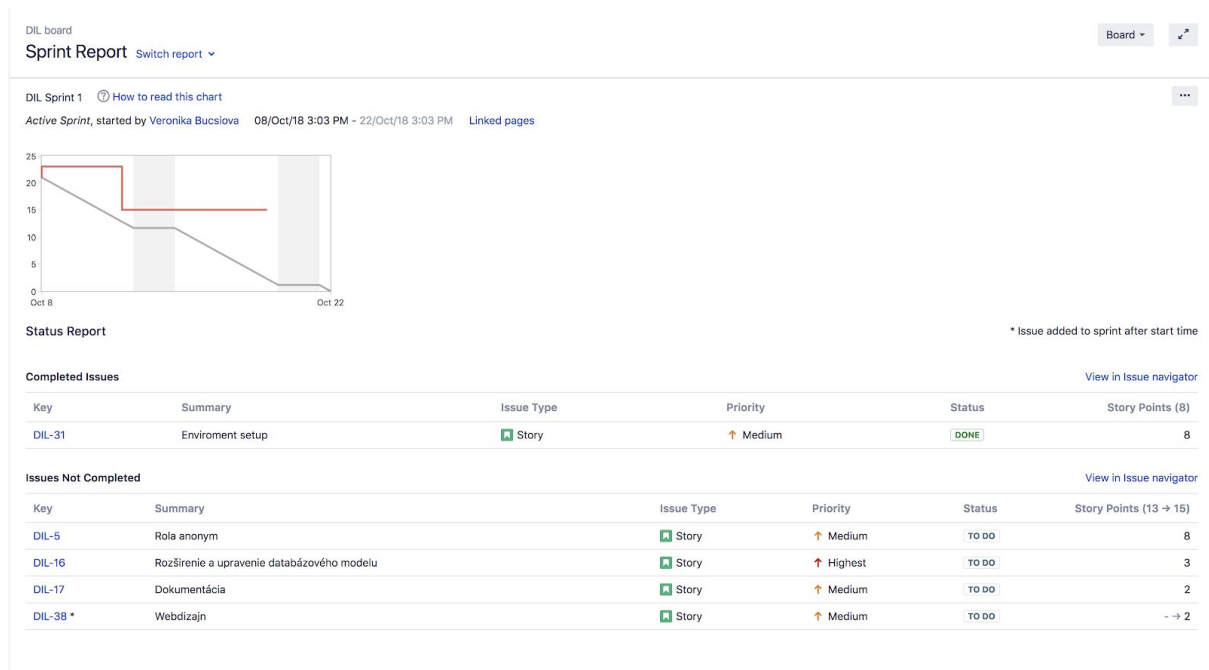 DIL board
Sprint Report Switch report
Board
DIL Sprint 1 How to read this chart
Active Sprint, started by Veronika Bucsiova 08/Oct/18 3:03 PM - 22/Oct/18 3:03 PM Linked pages
25
20
15
10
5
0
Oct 8 Oct 22
Status Report * Issue added to sprint after start time
Completed Issues View in Issue navigator
Key Summary Issue Type Priority Status Story Points (8)
DIL-31 Enviroment setup Story Medium DONE 8
Issues Not Completed View in Issue navigator
Key Summary Issue Type Priority Status Story Points (13 → 15)
DIL-5 Rola anonym Story Medium TO DO 8
DIL-16 Rozšírenie a upravenie databázového modelu Story Highest TO DO 3
DIL-17 Dokumentácia Story Medium TO DO 2
DIL-38 * Webdizajn Story Medium TO DO - → 2